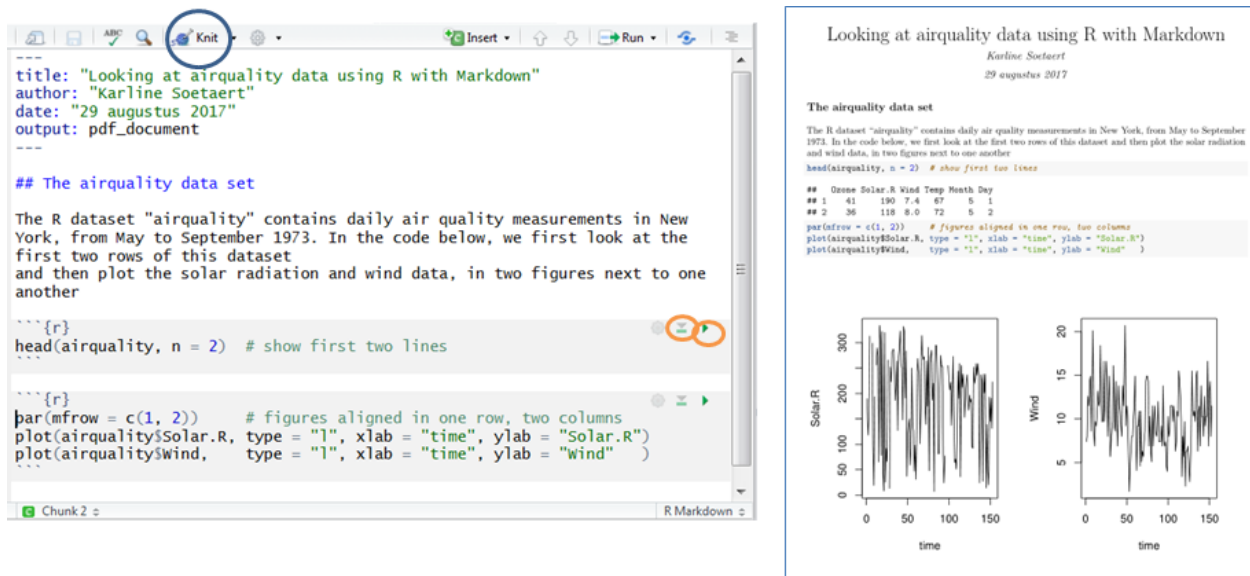 ABC Knit Insert Run
---
title: "Looking at airquality data using R with Markdown"
author: "Karline Soetaert"
date: "29 augustus 2017"
output: pdf_document
---
## The airquality data set
The R dataset "airquality" contains daily air quality measurements in New
York, from May to September 1973. In the code below, we first look at the
first two rows of this dataset
and then plot the solar radiation and wind data, in two figures next to one
another
```{r}
head(airquality, n = 2)  # show first two lines
```
```{r}
par(mfrow = c(1, 2))      # figures aligned in one row, two columns
plot(airquality$Solar.R, type = "l", xlab = "time", ylab = "Solar.R")
plot(airquality$Wind,    type = "l", xlab = "time", ylab = "Wind"   )
```
C Chunk 2 R Markdown
Looking at airquality data using R with Markdown
Karline Soetaert
29 augustus 2017
The airquality data set
The R dataset "airquality" contains daily air quality measurements in New York, from May to September
1973. In the code below, we first look at the first two rows of this dataset and then plot the solar radiation
and wind data, in two figures next to one another
head(airquality, n = 2)  # show first two lines
##   Ozone Solar.R Wind Temp Month Day
## 1    41     190  7.4   67     5   1
## 2    36     118  8.0   72     5   2
par(mfrow = c(1, 2))      # figures aligned in one row, two columns
plot(airquality$Solar.R, type = "l", xlab = "time", ylab = "Solar.R")
plot(airquality$Wind,    type = "l", xlab = "time", ylab = "Wind"   )
Solar.R
300
200
100
50
0
0 50 100 150
time
Wind
20
15
10
5
0 50 100 150
time